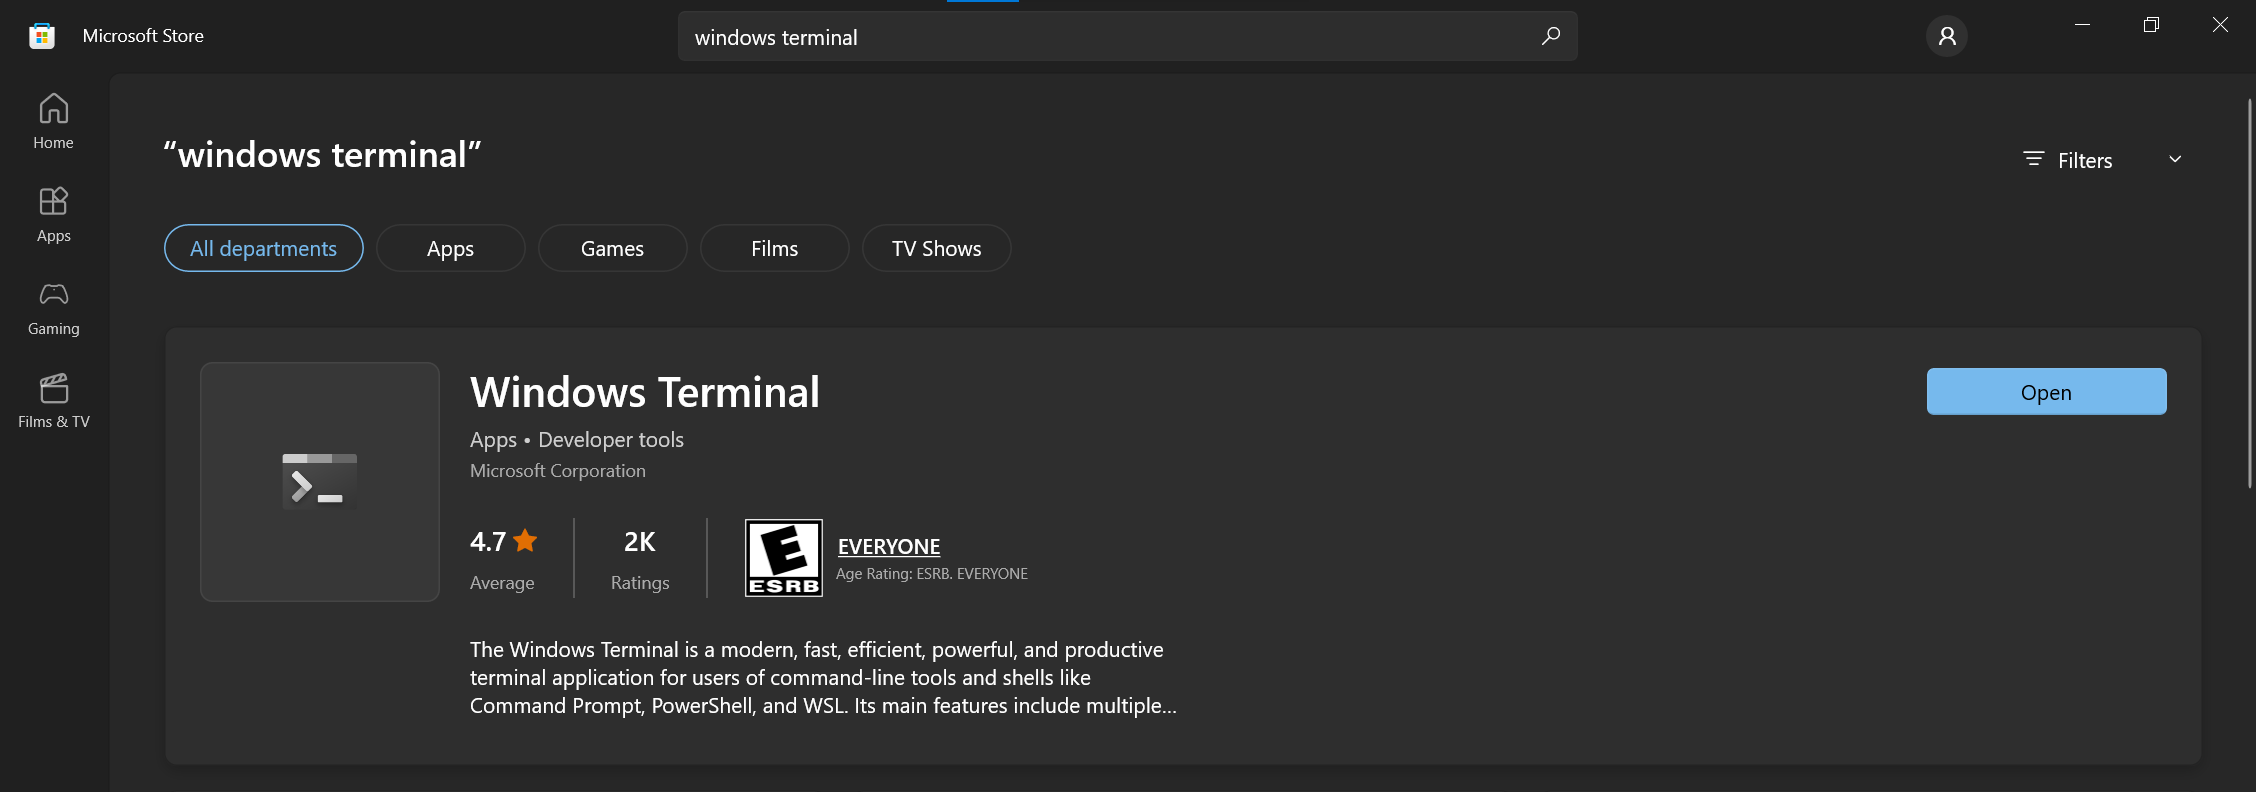 Microsoft Store
windows terminal
Home
Apps
Gaming
Films & TV
“windows terminal”
Filters
All departments
Apps
Games
Films
TV Shows
Windows Terminal
Open
Apps • Developer tools
Microsoft Corporation
4.7
Average
2K
Ratings
E
ESRB
EVERYONE
Age Rating: ESRB. EVERYONE
The Windows Terminal is a modern, fast, efficient, powerful, and productive
terminal application for users of command-line tools and shells like
Command Prompt, PowerShell, and WSL. Its main features include multiple...